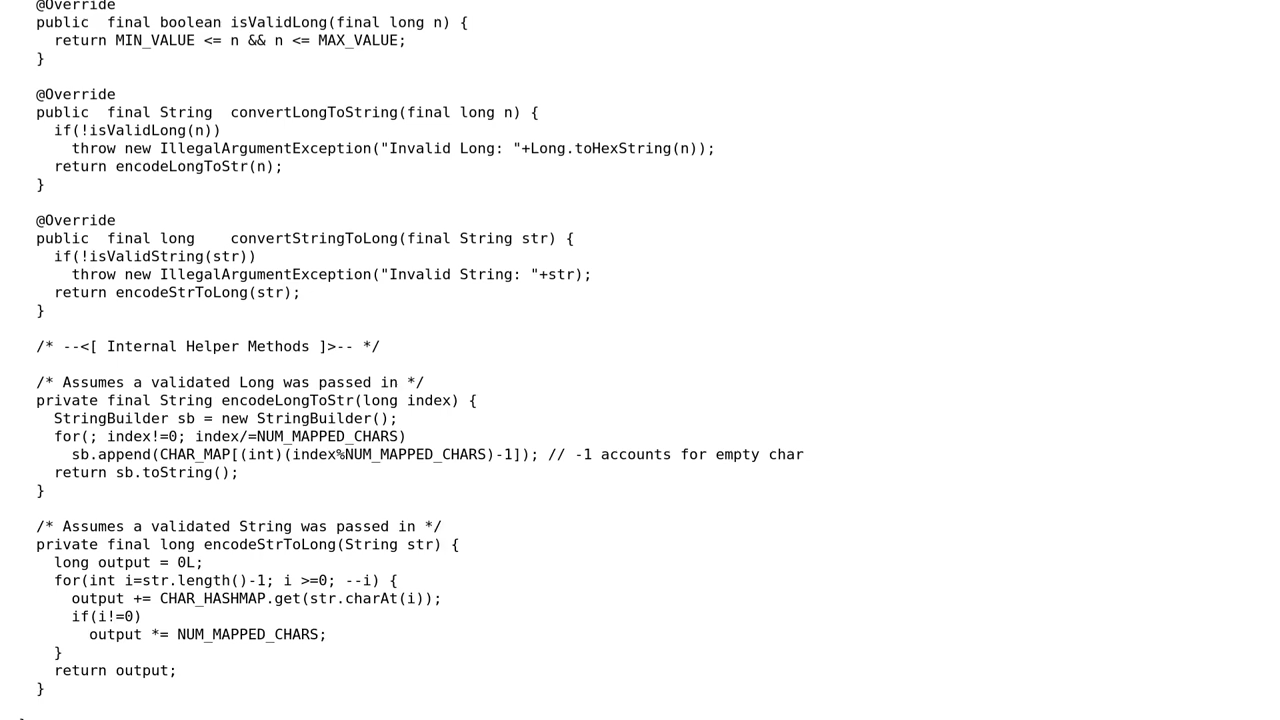 @Override
public  final boolean isValidLong(final long n) {
  return MIN_VALUE <= n && n <= MAX_VALUE;
}

@Override
public  final String  convertLongToString(final long n) {
  if(!isValidLong(n))
    throw new IllegalArgumentException("Invalid Long: "+Long.toHexString(n));
  return encodeLongToStr(n);
}

@Override
public  final long    convertStringToLong(final String str) {
  if(!isValidString(str))
    throw new IllegalArgumentException("Invalid String: "+str);
  return encodeStrToLong(str);
}

/* --<[ Internal Helper Methods ]>-- */

/* Assumes a validated Long was passed in */
private final String encodeLongToStr(long index) {
  StringBuilder sb = new StringBuilder();
  for(; index!=0; index/=NUM_MAPPED_CHARS)
    sb.append(CHAR_MAP[(int)(index%NUM_MAPPED_CHARS)-1]); // -1 accounts for empty char
  return sb.toString();
}

/* Assumes a validated String was passed in */
private final long encodeStrToLong(String str) {
  long output = 0L;
  for(int i=str.length()-1; i >=0; --i) {
    output += CHAR_HASHMAP.get(str.charAt(i));
    if(i!=0)
      output *= NUM_MAPPED_CHARS;
  }
  return output;
}